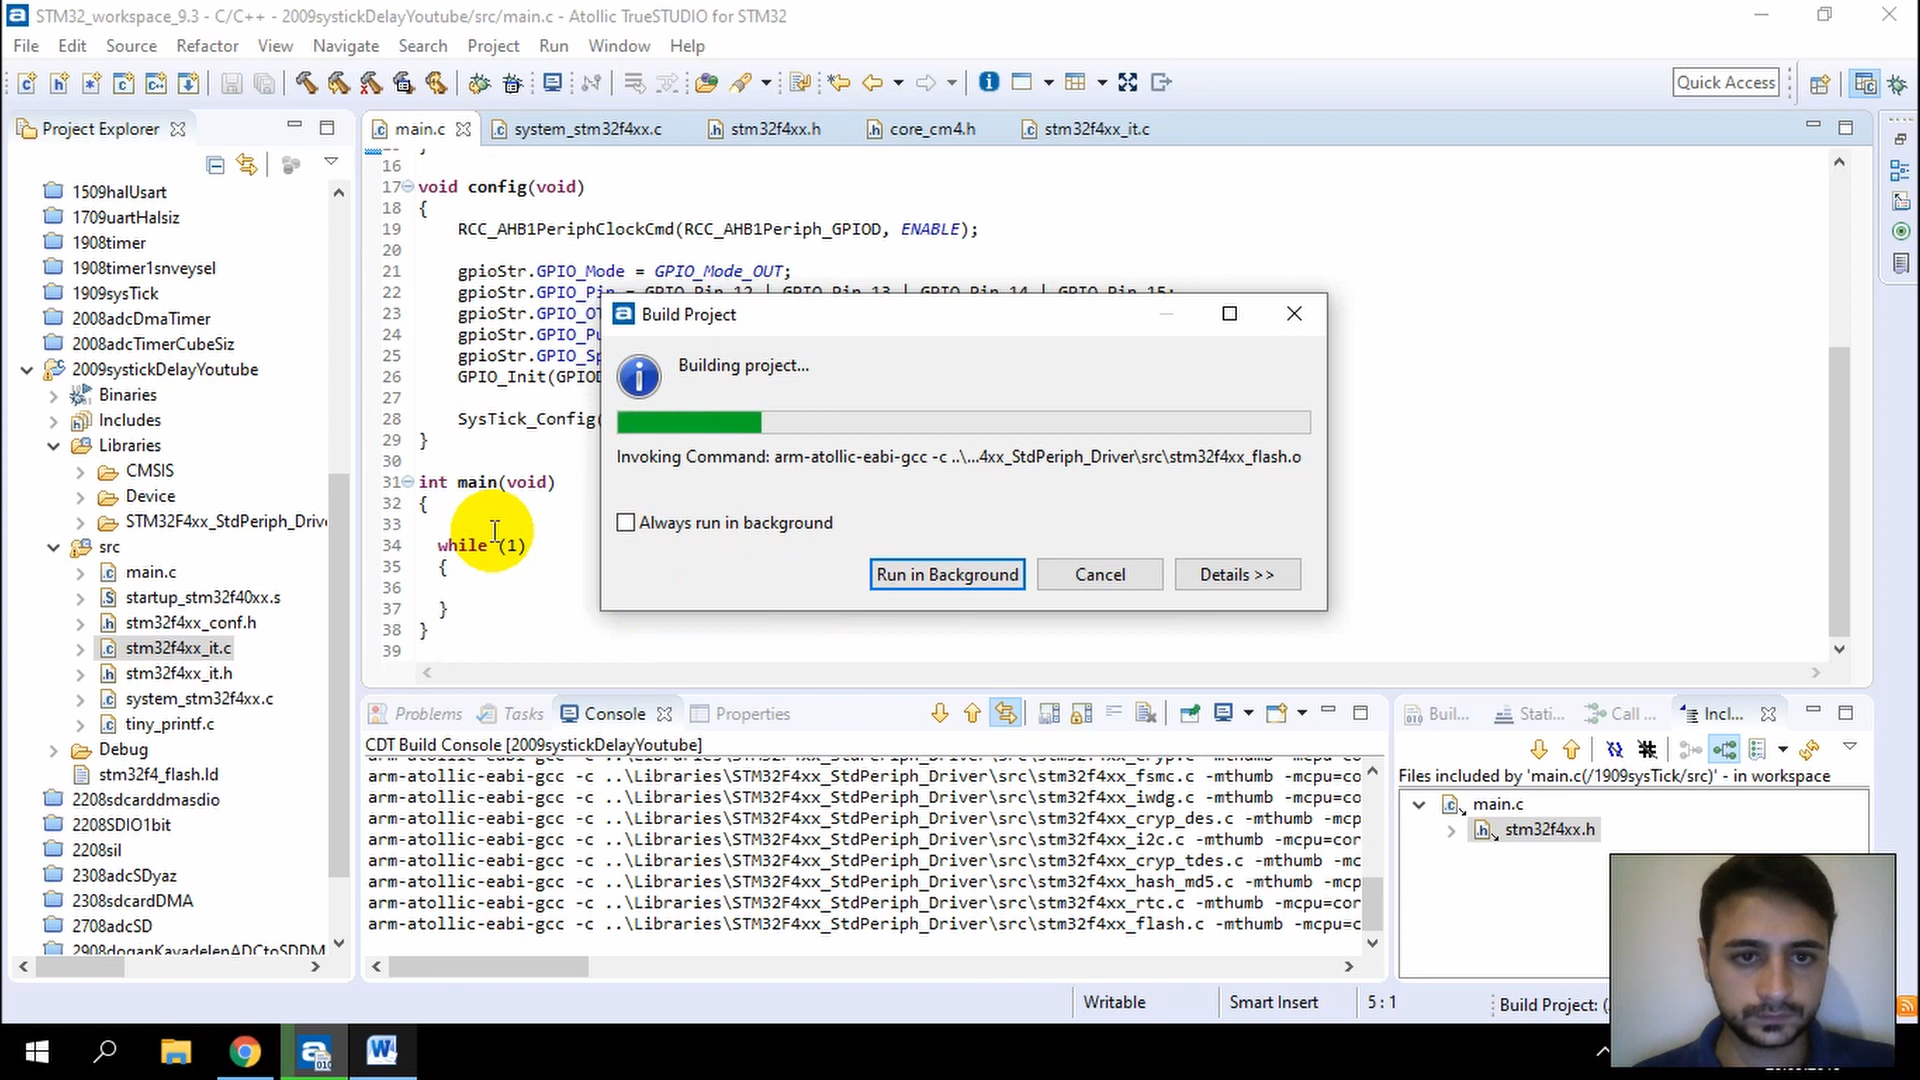 STM32_workspace_9.3 - C/C++ - 2009systickDelayYoutube/src/main.c - Atollic TrueSTUDIO for STM32
File Edit Source Refactor View Navigate Search Project Run Window Help
Quick Access
Project Explorer
1509halUsart
1709uartHalsiz
1908timer
1908timer1snveysel
1909sysTick
2008adcDmaTimer
2008adcTimerCubeSiz
2009systickDelayYoutube
Binaries
Includes
Libraries
CMSIS
Device
STM32F4xx_StdPeriph_Drive
src
main.c
startup_stm32f40xx.s
stm32f4xx_conf.h
stm32f4xx_it.c
stm32f4xx_it.h
system_stm32f4xx.c
tiny_printf.c
Debug
stm32f4_flash.ld
2208sdcarddmasdio
2208SDIO1bit
2208sil
2308adcSDyaz
2308sdcardDMA
2708adcSD
2908doganKavadelenADCtoSDDM
main.c system_stm32f4xx.c stm32f4xx.h core_cm4.h stm32f4xx_it.c
16
17 void config(void)
18 {
19 RCC_AHB1PeriphClockCmd(RCC_AHB1Periph_GPIOD, ENABLE);
20
21 gpioStr.GPIO_Mode = GPIO_Mode_OUT;
22 gpioStr.GPIO_Pin = GPIO_Pin_12 | GPIO_Pin_13 | GPIO_Pin_14 | GPIO_Pin_15;
23 gpioStr.GPIO_OT
24 gpioStr.GPIO_Pu
25 gpioStr.GPIO_Sp
26 GPIO_Init(GPIOD
27
28 SysTick_Config(
29 }
30
31 int main(void)
32 {
33
34 while (1)
35 {
36
37 }
38 }
39
Build Project
Building project...
Invoking Command: arm-atollic-eabi-gcc -c ..\...4xx_StdPeriph_Driver\src\stm32f4xx_flash.o
Always run in background
Run in Background Cancel Details >>
Problems Tasks Console Properties
CDT Build Console [2009systickDelayYoutube]
arm-atollic-eabi-gcc -c ..\Libraries\STM32F4xx_StdPeriph_Driver\src\stm32f4xx_fsmc.c -mthumb -mcpu=co
arm-atollic-eabi-gcc -c ..\Libraries\STM32F4xx_StdPeriph_Driver\src\stm32f4xx_iwdg.c -mthumb -mcpu=co
arm-atollic-eabi-gcc -c ..\Libraries\STM32F4xx_StdPeriph_Driver\src\stm32f4xx_cryp_des.c -mthumb -mcp
arm-atollic-eabi-gcc -c ..\Libraries\STM32F4xx_StdPeriph_Driver\src\stm32f4xx_i2c.c -mthumb -mcpu=cor
arm-atollic-eabi-gcc -c ..\Libraries\STM32F4xx_StdPeriph_Driver\src\stm32f4xx_cryp_tdes.c -mthumb -mc
arm-atollic-eabi-gcc -c ..\Libraries\STM32F4xx_StdPeriph_Driver\src\stm32f4xx_hash_md5.c -mthumb -mcp
arm-atollic-eabi-gcc -c ..\Libraries\STM32F4xx_StdPeriph_Driver\src\stm32f4xx_rtc.c -mthumb -mcpu=cor
arm-atollic-eabi-gcc -c ..\Libraries\STM32F4xx_StdPeriph_Driver\src\stm32f4xx_flash.c -mthumb -mcpu=c
Buil... Stati... Call ... Incl...
Files included by 'main.c(/1909sysTick/src)' - in workspace
main.c
stm32f4xx.h
Writable Smart Insert 5 : 1 Build Project: (